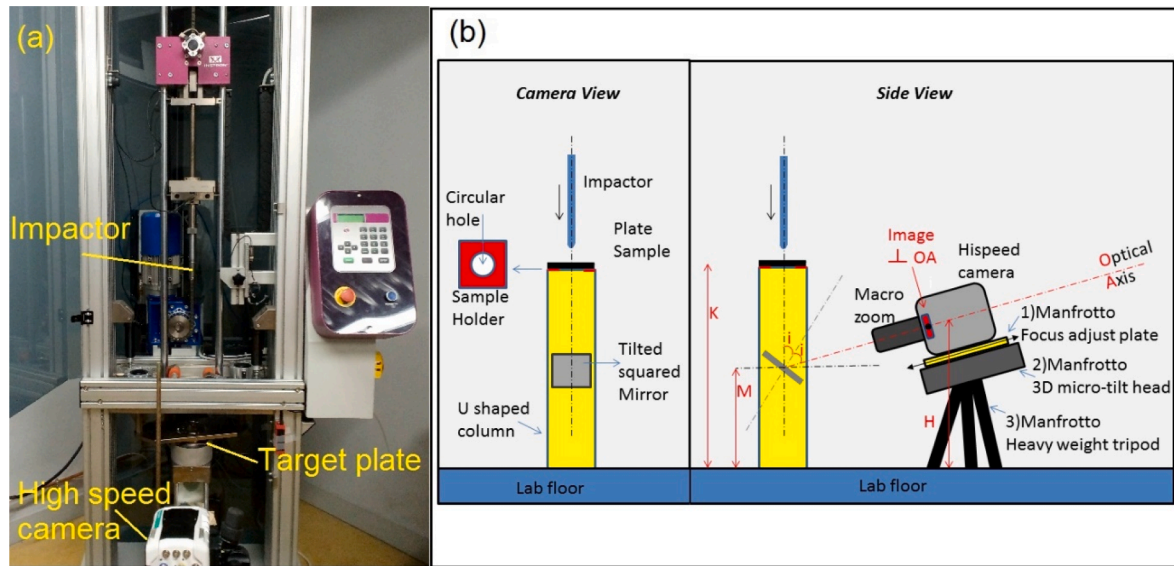 (a)
Impactor
Target plate
High speed
camera
(b)
Camera View
Circular
hole
Impactor
Plate
Sample
Sample
Holder
Tilted
squared
Mirror
U shaped
column
Lab floor
Side View
K
M
i
i
Image
⊥ OA
Hispeed
camera
Optical
Axis
Macro
zoom
1)Manfrotto
Focus adjust plate
2)Manfrotto
3D micro-tilt head
3)Manfrotto
Heavy weight tripod
H
Lab floor